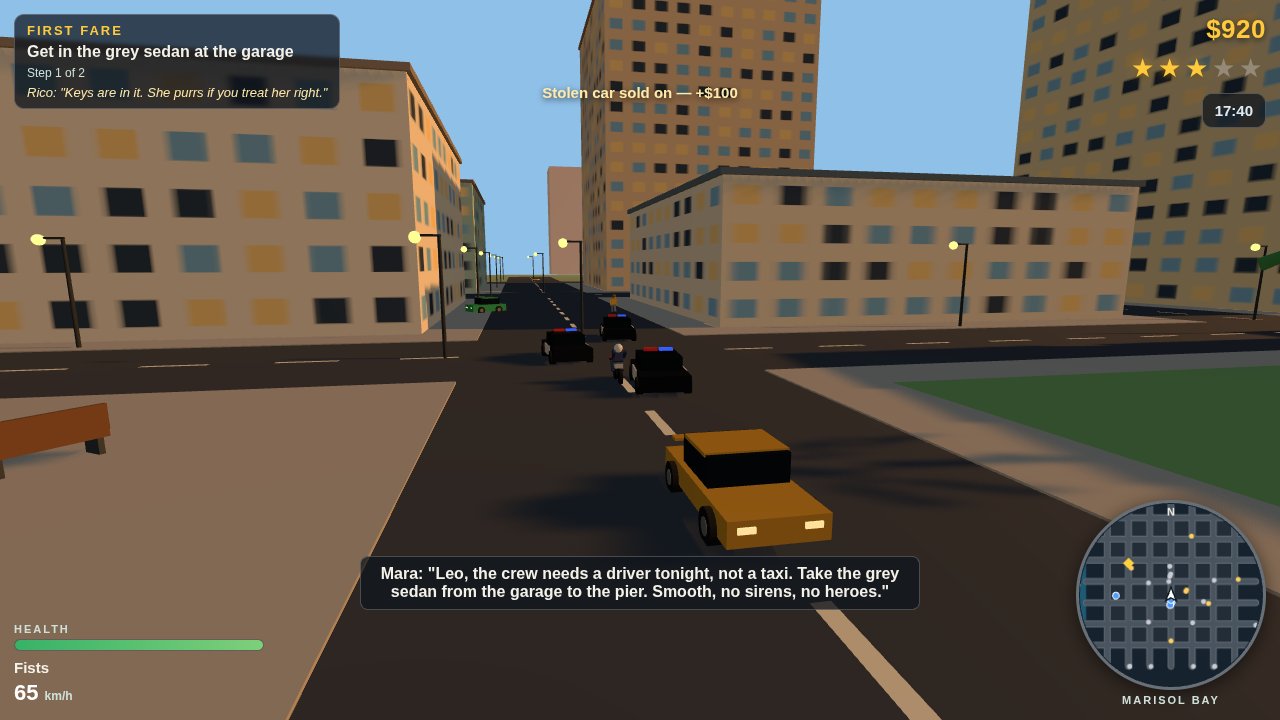 FIRST FARE
Get in the grey sedan at the garage
Step 1 of 2
Rico: "Keys are in it. She purrs if you treat her right."
$920
Stolen car sold on — +$100
17:40
N
Mara: "Leo, the crew needs a driver tonight, not a taxi. Take the grey
sedan from the garage to the pier. Smooth, no sirens, no heroes."
HEALTH
Fists
65 km/h
MARISOL BAY